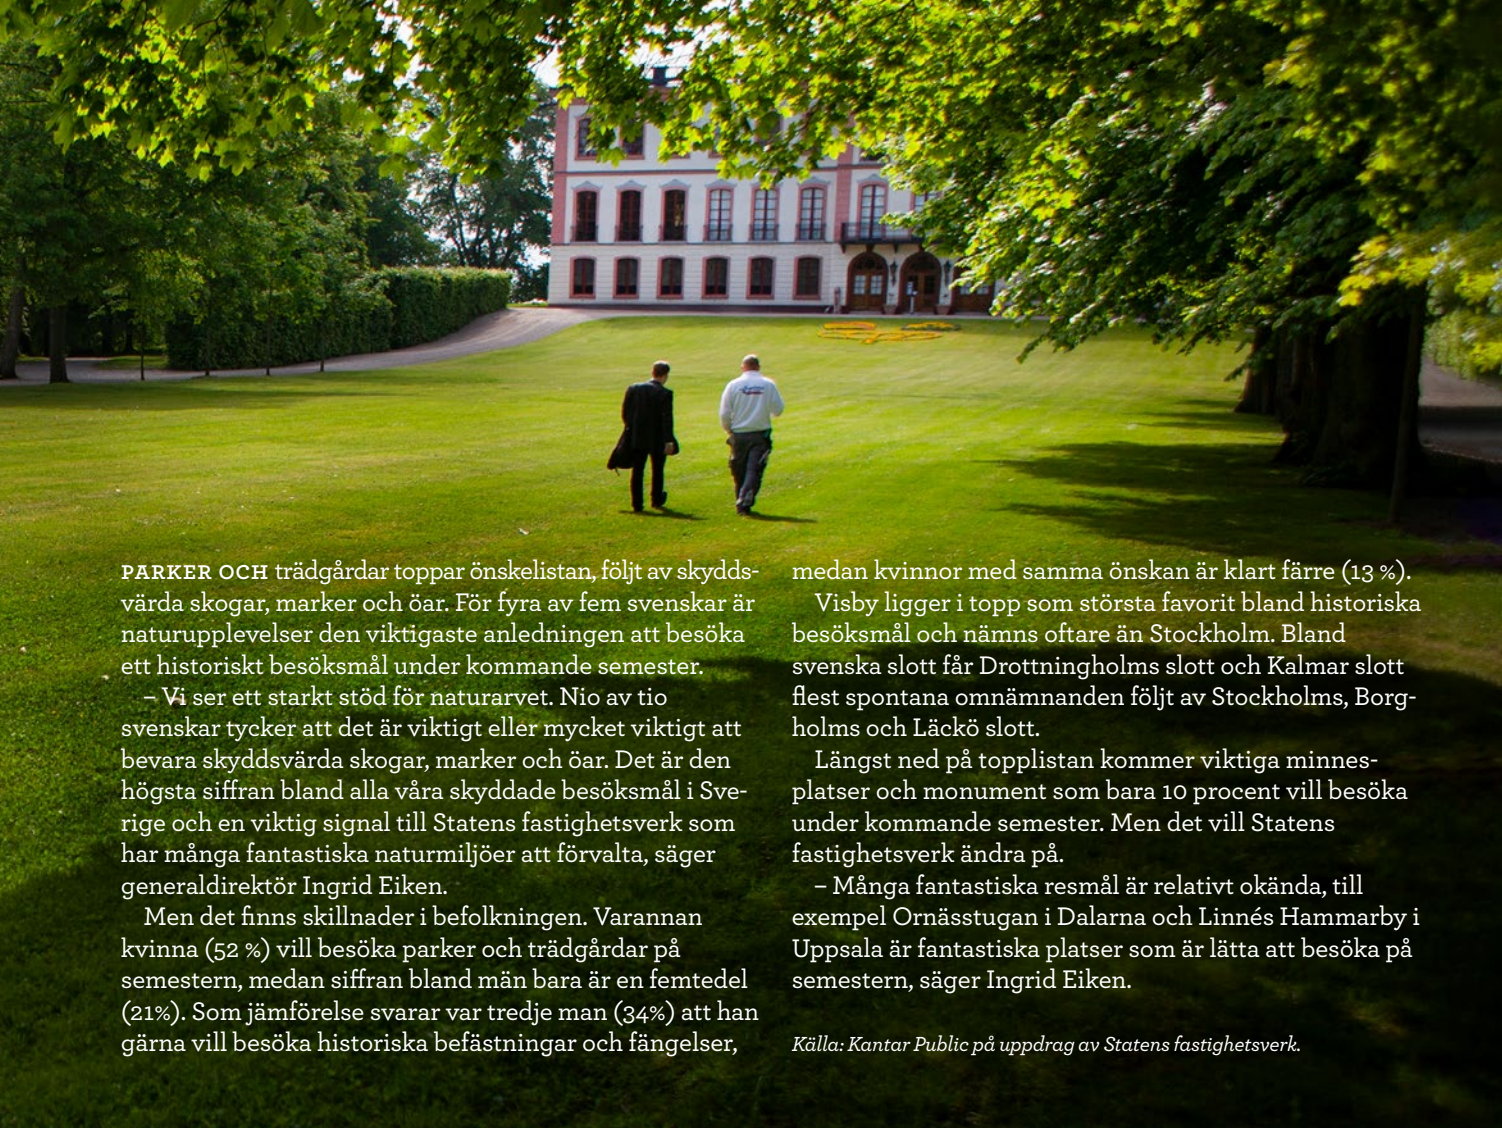 PARKER OCH trädgårdar toppar önskelistan, följt av skydds-
värda skogar, marker och öar. För fyra av fem svenskar är
naturupplevelser den viktigaste anledningen att besöka
ett historiskt besöksmål under kommande semester.
– Vi ser ett starkt stöd för naturarvet. Nio av tio
svenskar tycker att det är viktigt eller mycket viktigt att
bevara skyddsvärda skogar, marker och öar. Det är den
högsta siffran bland alla våra skyddade besöksmål i Sve-
rige och en viktig signal till Statens fastighetsverk som
har många fantastiska naturmiljöer att förvalta, säger
generaldirektör Ingrid Eiken.
Men det finns skillnader i befolkningen. Varannan
kvinna (52 %) vill besöka parker och trädgårdar på
semestern, medan siffran bland män bara är en femtedel
(21%). Som jämförelse svarar var tredje man (34%) att han
gärna vill besöka historiska befästningar och fängelser,
medan kvinnor med samma önskan är klart färre (13 %).
Visby ligger i topp som största favorit bland historiska
besöksmål och nämns oftare än Stockholm. Bland
svenska slott får Drottningholms slott och Kalmar slott
flest spontana omnämnanden följt av Stockholms, Borg-
holms och Läckö slott.
Längst ned på topplistan kommer viktiga minnes-
platser och monument som bara 10 procent vill besöka
under kommande semester. Men det vill Statens
fastighetsverk ändra på.
– Många fantastiska resmål är relativt okända, till
exempel Ornässtugan i Dalarna och Linnés Hammarby i
Uppsala är fantastiska platser som är lätta att besöka på
semestern, säger Ingrid Eiken.
Källa: Kantar Public på uppdrag av Statens fastighetsverk.